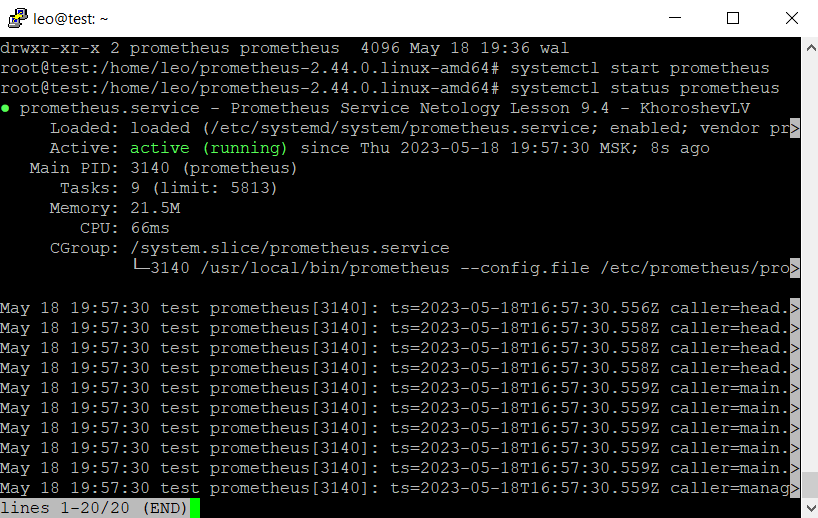 leo@test: ~
drwxr-xr-x 2 prometheus prometheus  4096 May 18 19:36 wal
root@test:/home/leo/prometheus-2.44.0.linux-amd64# systemctl start prometheus
root@test:/home/leo/prometheus-2.44.0.linux-amd64# systemctl status prometheus
● prometheus.service - Prometheus Service Netology Lesson 9.4 - KhoroshevLV
     Loaded: loaded (/etc/systemd/system/prometheus.service; enabled; vendor pr>
     Active: active (running) since Thu 2023-05-18 19:57:30 MSK; 8s ago
   Main PID: 3140 (prometheus)
      Tasks: 9 (limit: 5813)
     Memory: 21.5M
        CPU: 66ms
     CGroup: /system.slice/prometheus.service
             └─3140 /usr/local/bin/prometheus --config.file /etc/prometheus/pro>
May 18 19:57:30 test prometheus[3140]: ts=2023-05-18T16:57:30.556Z caller=head.>
May 18 19:57:30 test prometheus[3140]: ts=2023-05-18T16:57:30.558Z caller=head.>
May 18 19:57:30 test prometheus[3140]: ts=2023-05-18T16:57:30.558Z caller=head.>
May 18 19:57:30 test prometheus[3140]: ts=2023-05-18T16:57:30.558Z caller=head.>
May 18 19:57:30 test prometheus[3140]: ts=2023-05-18T16:57:30.559Z caller=main.>
May 18 19:57:30 test prometheus[3140]: ts=2023-05-18T16:57:30.559Z caller=main.>
May 18 19:57:30 test prometheus[3140]: ts=2023-05-18T16:57:30.559Z caller=main.>
May 18 19:57:30 test prometheus[3140]: ts=2023-05-18T16:57:30.559Z caller=main.>
May 18 19:57:30 test prometheus[3140]: ts=2023-05-18T16:57:30.559Z caller=main.>
May 18 19:57:30 test prometheus[3140]: ts=2023-05-18T16:57:30.559Z caller=manag>
lines 1-20/20 (END)